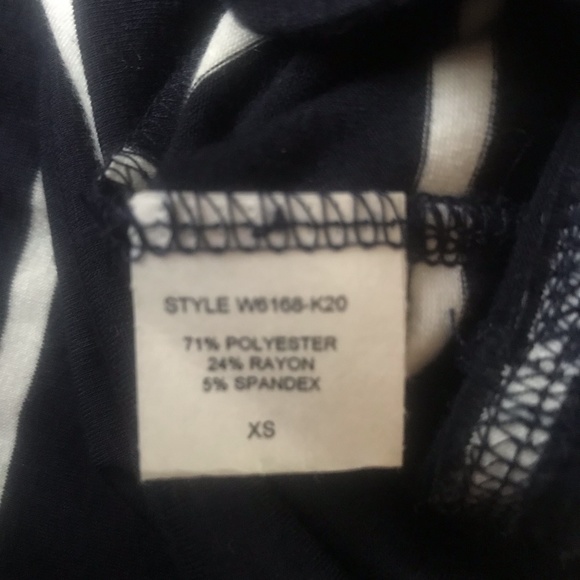 STYLE W6168-K20
71% POLYESTER
24% RAYON
5% SPANDEX
XS